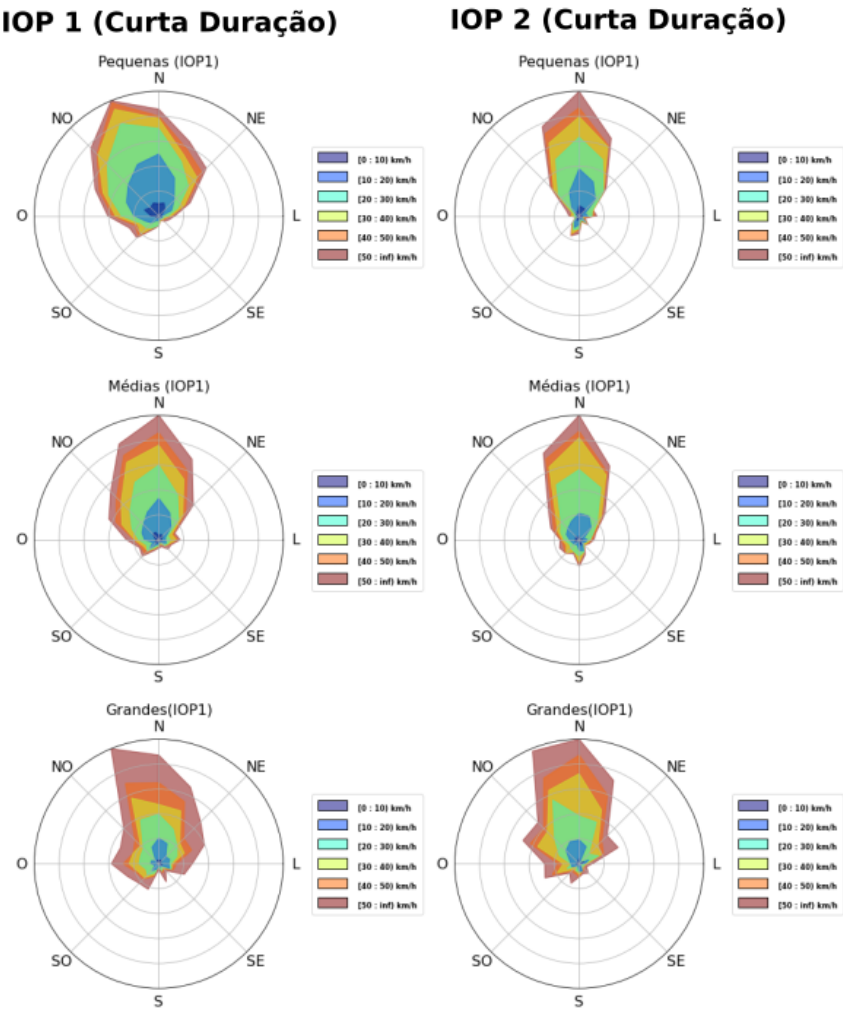 IOP 1 (Curta Duração)
IOP 2 (Curta Duração)
Pequenas (IOP1)
N
NO
NE
O
L
SO
SE
S
[0 : 10) km/h
[10 : 20) km/h
[20 : 30) km/h
[30 : 40) km/h
[40 : 50) km/h
[50 : inf) km/h
Pequenas (IOP1)
N
NO
NE
O
L
SO
SE
S
[0 : 10) km/h
[10 : 20) km/h
[20 : 30) km/h
[30 : 40) km/h
[40 : 50) km/h
[50 : inf) km/h
Médias (IOP1)
N
NO
NE
O
L
SO
SE
S
[0 : 10) km/h
[10 : 20) km/h
[20 : 30) km/h
[30 : 40) km/h
[40 : 50) km/h
[50 : inf) km/h
Médias (IOP1)
N
NO
NE
O
L
SO
SE
S
[0 : 10) km/h
[10 : 20) km/h
[20 : 30) km/h
[30 : 40) km/h
[40 : 50) km/h
[50 : inf) km/h
Grandes(IOP1)
N
NO
NE
O
L
SO
SE
S
[0 : 10) km/h
[10 : 20) km/h
[20 : 30) km/h
[30 : 40) km/h
[40 : 50) km/h
[50 : inf) km/h
Grandes(IOP1)
N
NO
NE
O
L
SO
SE
S
[0 : 10) km/h
[10 : 20) km/h
[20 : 30) km/h
[30 : 40) km/h
[40 : 50) km/h
[50 : inf) km/h